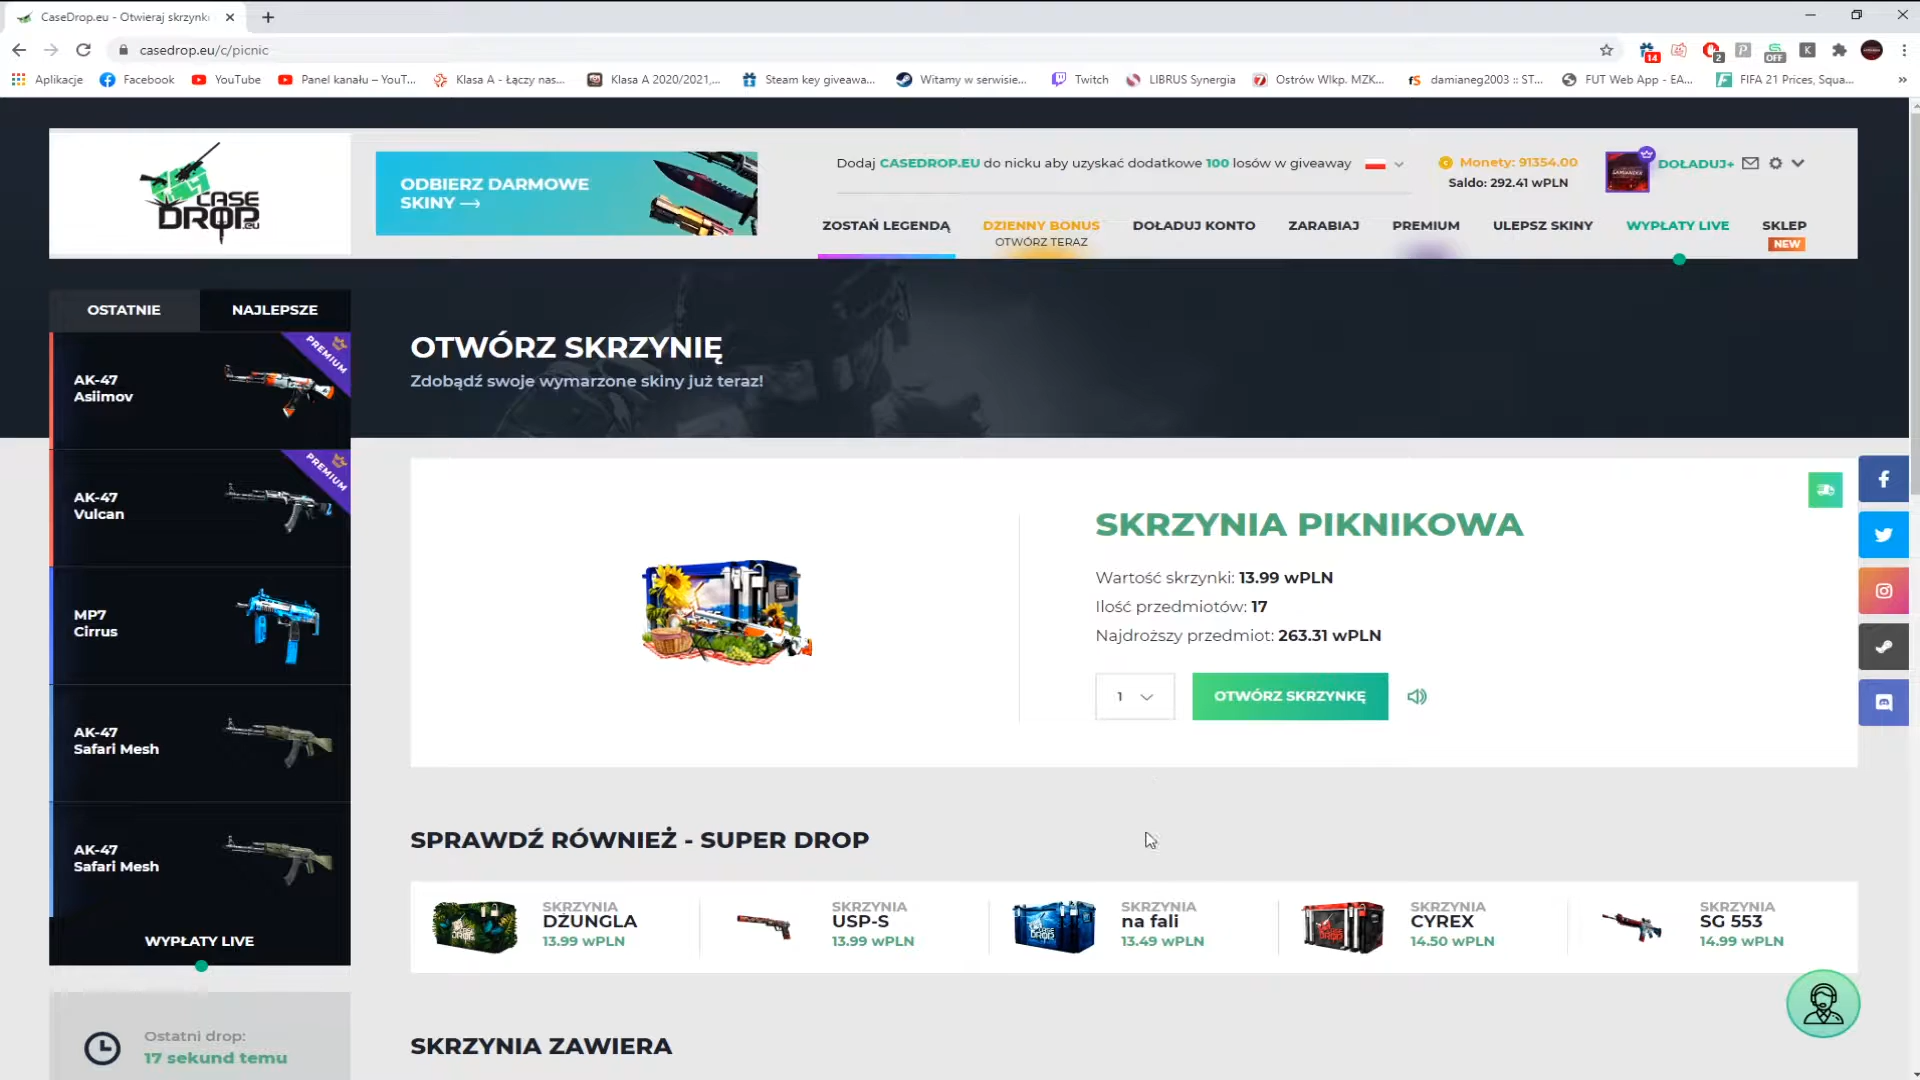 CaseDrop.eu - Otwieraj skrzynki
casedrop.eu/c/picnic
14
2
OFF
K
Aplikacje
Facebook
YouTube
Panel kanału – YouT...
Klasa A - Łączy nas...
Klasa A 2020/2021,...
Steam key giveawa...
Witamy w serwisie...
Twitch
LIBRUS Synergia
Ostrów Wlkp. MZK...
damianeg2003 :: ST...
FUT Web App - EA...
FIFA 21 Prices, Squa...
CASE
DROP.eu
ODBIERZ DARMOWE
SKINY
Dodaj CASEDROP.EU do nicku aby uzyskać dodatkowe 100 losów w giveaway
Monety: 91354.00
Saldo: 292.41 wPLN
DOŁADUJ+
ZOSTAŃ LEGENDĄ
DZIENNY BONUS
OTWÓRZ TERAZ
DOŁADUJ KONTO
ZARABIAJ
PREMIUM
ULEPSZ SKINY
WYPŁATY LIVE
SKLEP
NEW
OSTATNIE
NAJLEPSZE
PREMIUM
AK-47
Asiimov
PREMIUM
AK-47
Vulcan
MP7
Cirrus
AK-47
Safari Mesh
AK-47
Safari Mesh
WYPŁATY LIVE
Ostatni drop:
17 sekund temu
OTWÓRZ SKRZYNIĘ
Zdobądź swoje wymarzone skiny już teraz!
SKRZYNIA PIKNIKOWA
Wartość skrzynki: 13.99 wPLN
Ilość przedmiotów: 17
Najdroższy przedmiot: 263.31 wPLN
1
OTWÓRZ SKRZYNKĘ
SPRAWDŹ RÓWNIEŻ - SUPER DROP
SKRZYNIA
DŻUNGLA
13.99 wPLN
SKRZYNIA
USP-S
13.99 wPLN
SKRZYNIA
na fali
13.49 wPLN
SKRZYNIA
CYREX
14.50 wPLN
SKRZYNIA
SG 553
14.99 wPLN
SKRZYNIA ZAWIERA